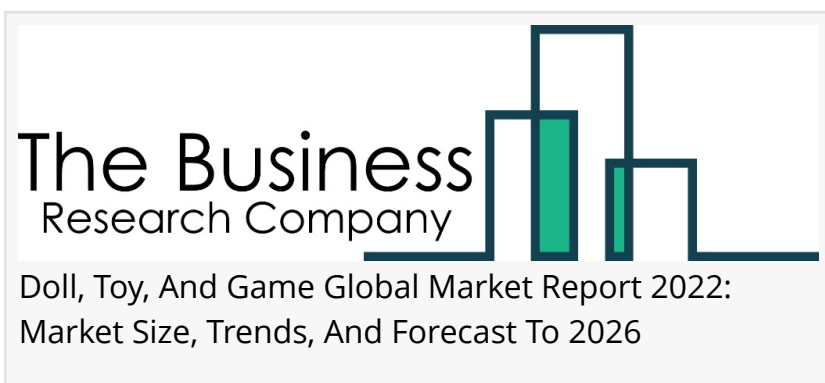 The Business
Research Company
Doll, Toy, And Game Global Market Report 2022:
Market Size, Trends, And Forecast To 2026